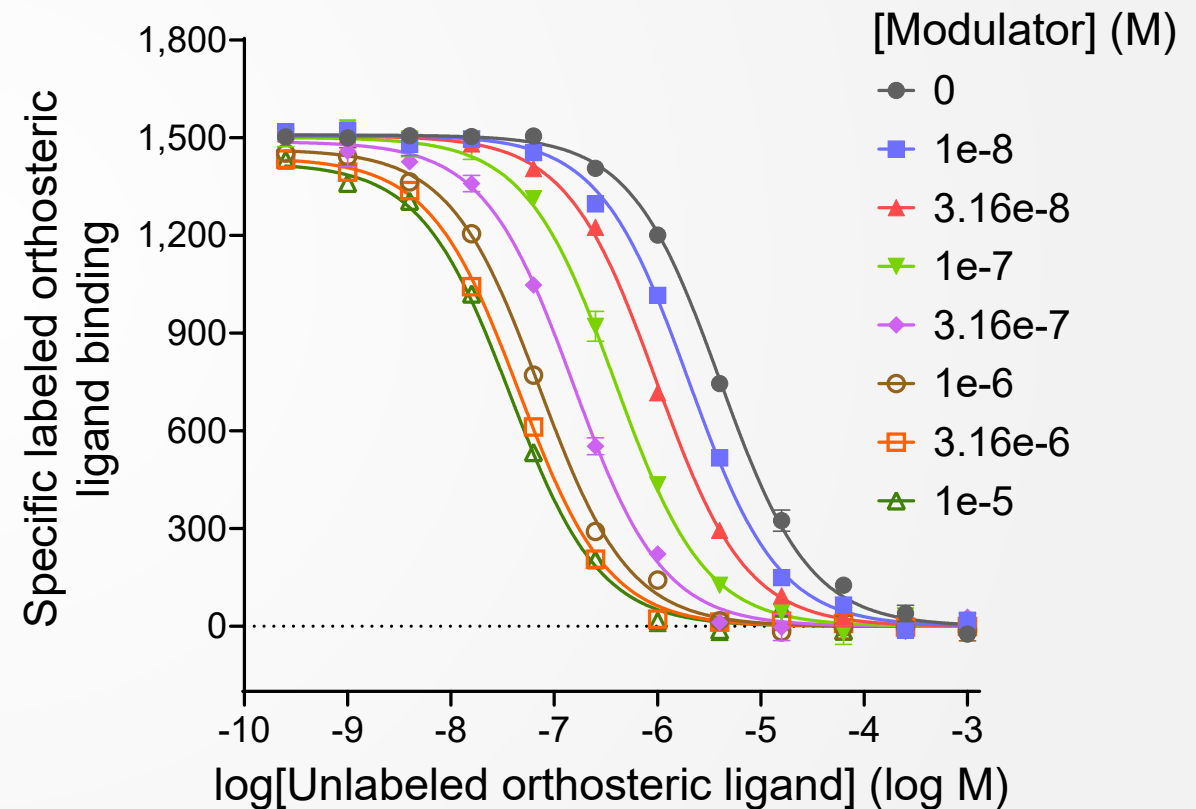 Specific labeled orthosteric
ligand binding
1,800
1,500
1,200
900
600
300
0
-10
-9
-8
-7
-6
-5
-4
-3
log[Unlabeled orthosteric ligand] (log M)
[Modulator] (M)
0
1e-8
3.16e-8
1e-7
3.16e-7
1e-6
3.16e-6
1e-5